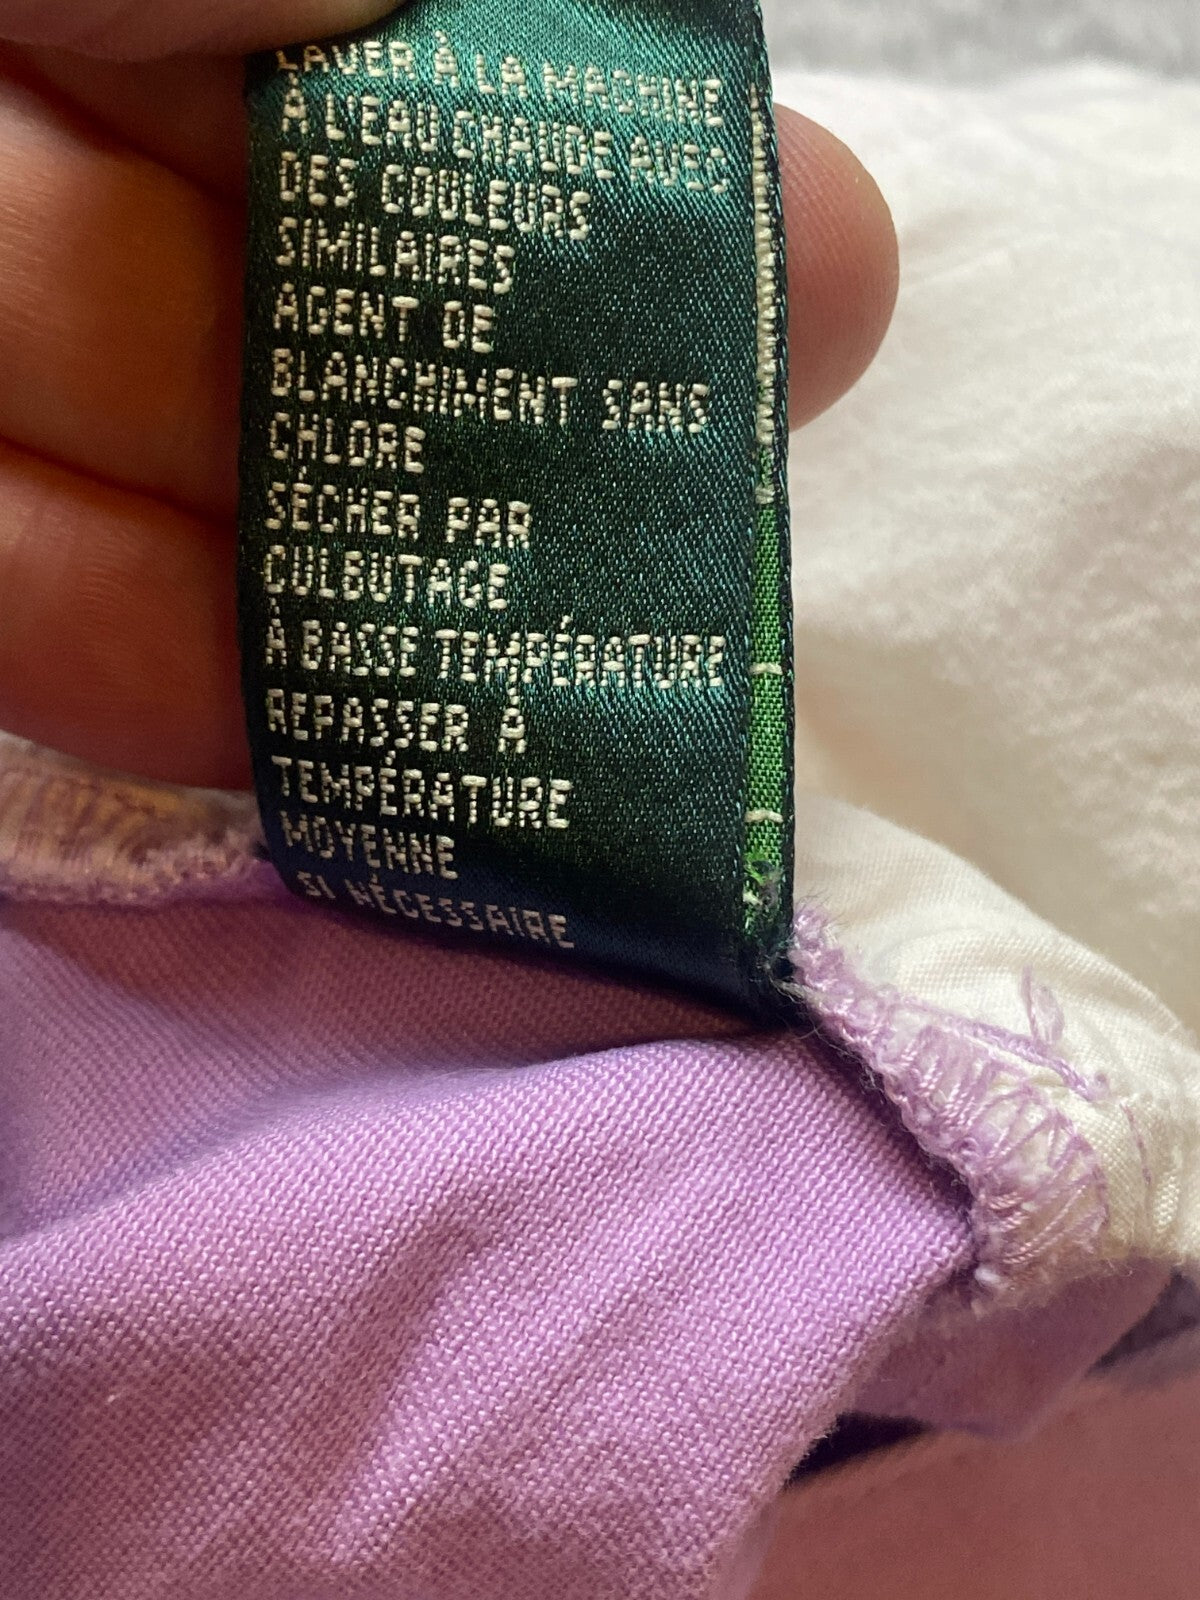 LAVER À LA MACHINE
À L'EAU CHAUDE AVEC
DES COULEURS
SIMILAIRES
AGENT DE
BLANCHIMENT SANS
CHLORE
SÉCHER PAR
CULBUTAGE
À BASSE TEMPÉRATURE
REPASSER À
TEMPÉRATURE
MOYENNE
SI NÉCESSAIRE